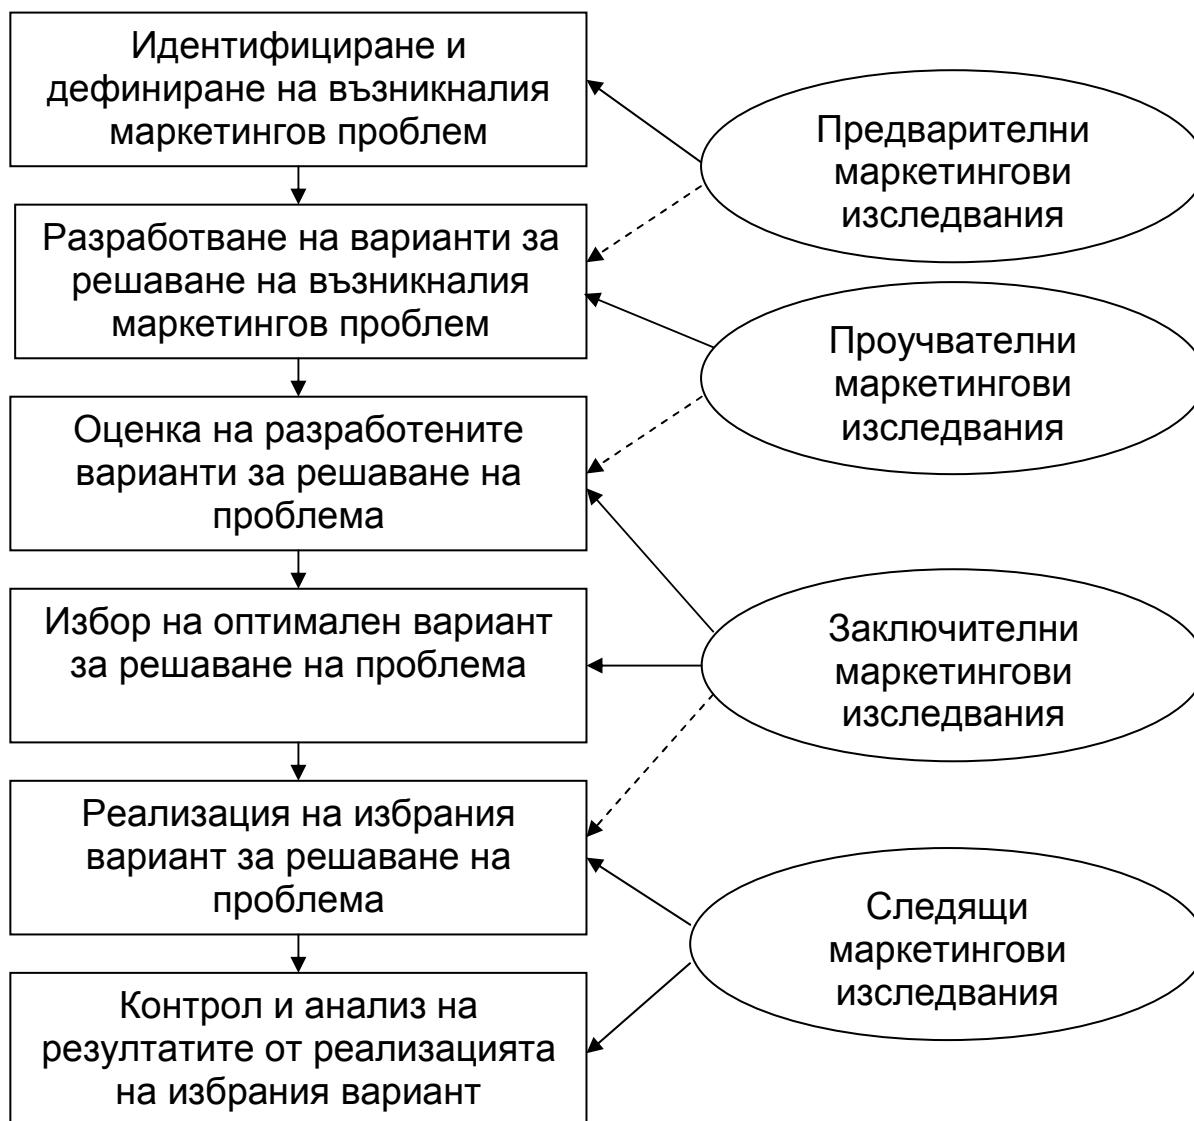 Идентифициране и
дефиниране на възникналия
маркетингов проблем
Разработване на варианти за
решаване на възникналия
маркетингов проблем
Оценка на разработените
варианти за решаване на
проблема
Избор на оптимален вариант
за решаване на проблема
Реализация на избрания
вариант за решаване на
проблема
Контрол и анализ на
резултатите от реализацията
на избрания вариант
Предварителни
маркетингови
изследвания
Проучвателни
маркетингови
изследвания
Заключителни
маркетингови
изследвания
Следящи
маркетингови
изследвания